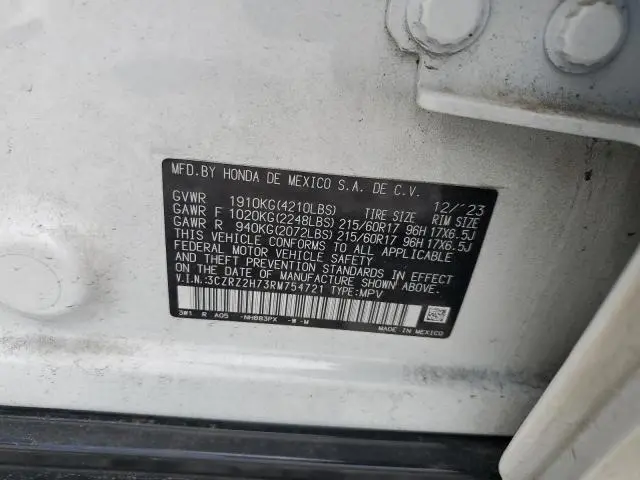 MFD.BY HONDA DE MEXICO S.A. DE C.V.
GVWR 1910KG(4210LBS) TIRE SIZE 12/'23 RIM SIZE
GAWR F 1020KG(2248LBS) 215/60R17 96H 17X6.5J
GAWR R 940KG(2072LBS) 215/60R17 96H 17X6.5J
THIS VEHICLE CONFORMS TO ALL APPLICABLE
FEDERAL MOTOR VEHICLE SAFETY
AND THEFT PREVENTION STANDARDS IN EFFECT
ON THE DATE OF MANUFACTURE SHOWN ABOVE.
V.I.N.:3CZRZ2H73RM754721 TYPE:MPV
3W1 R A05 -NH883PX -W-M MADE IN MEXICO